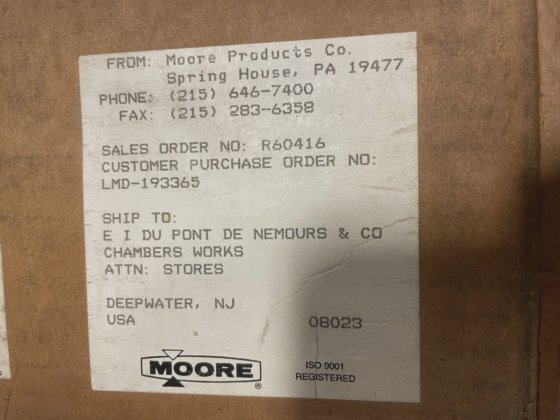 FROM: Moore Products Co.
Spring House, PA 19477
PHONE: (215) 646-7400
FAX: (215) 283-6358
SALES ORDER NO: R60416
CUSTOMER PURCHASE ORDER NO:
LMD-193365
SHIP TO:
E I DU PONT DE NEMOURS & CO
CHAMBERS WORKS
ATTN: STORES
DEEPWATER, NJ
USA 08023
MOORE ®
ISO 9001
REGISTERED